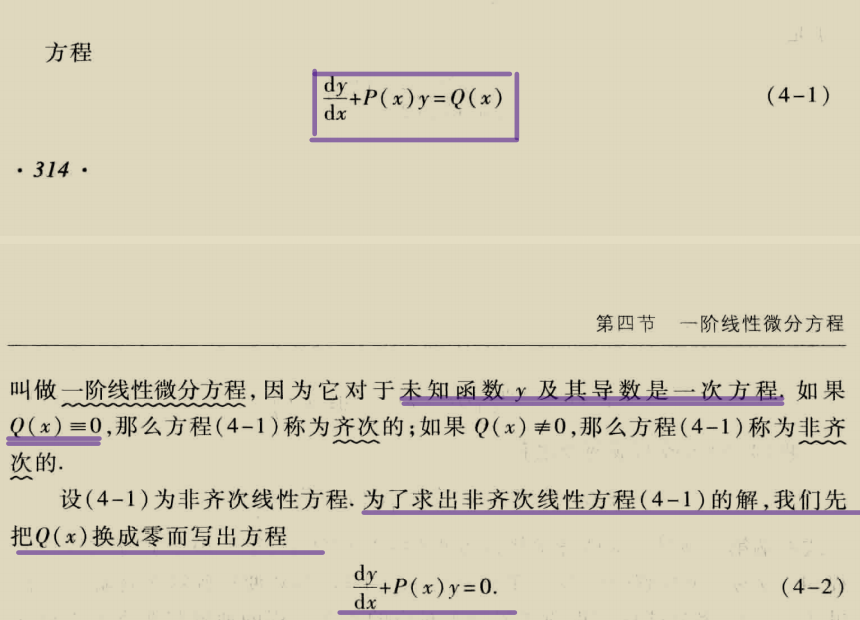 方程
dy/dx+P(x)y=Q(x) (4-1)
· 314 ·
第四节 一阶线性微分方程
叫做一阶线性微分方程,因为它对于未知函数 y 及其导数是一次方程. 如果
Q(x)≡0,那么方程(4-1)称为齐次的;如果 Q(x)≢0,那么方程(4-1)称为非齐
次的.
设(4-1)为非齐次线性方程. 为了求出非齐次线性方程(4-1)的解,我们先
把Q(x)换成零而写出方程
dy/dx+P(x)y=0. (4-2)